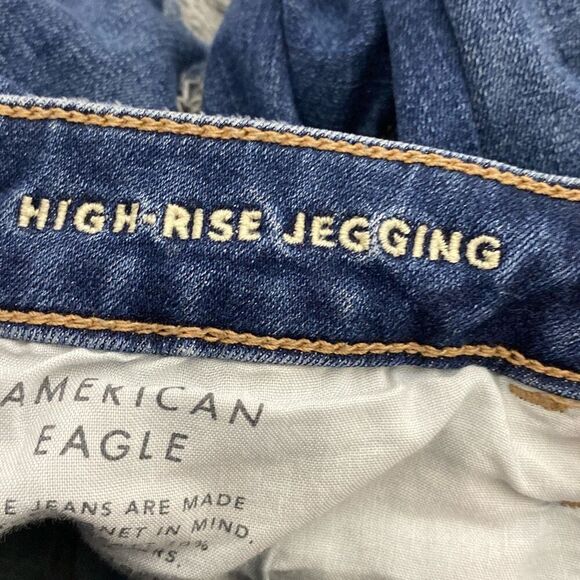 HIGH-RISE JEGGING
AMERICAN
EAGLE
JEANS ARE MADE
IN MIND.